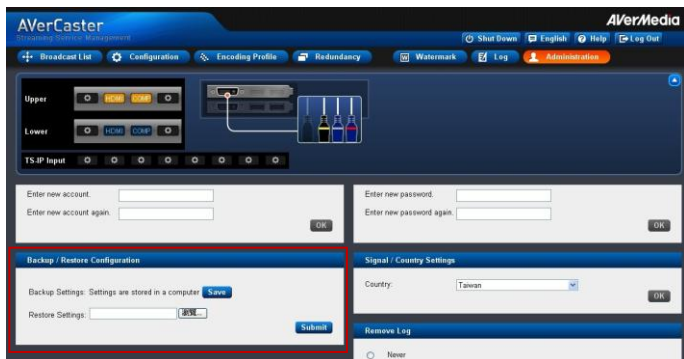 AVerCaster
AVerMedia
Streaming Service Management
Shut Down English Help Log Out
Broadcast List Configuration Encoding Profile Redundancy Watermark Log Administration
Upper HDMI COMP
Lower HDMI COMP
TS-IP Input
Enter new account.
Enter new account again.
OK
Enter new password.
Enter new password again.
OK
Backup / Restore Configuration
Backup Settings: Settings are stored in a computer Save
Restore Settings: 瀏覽...
Submit
Signal / Country Settings
Country: Taiwan
OK
Remove Log
Never